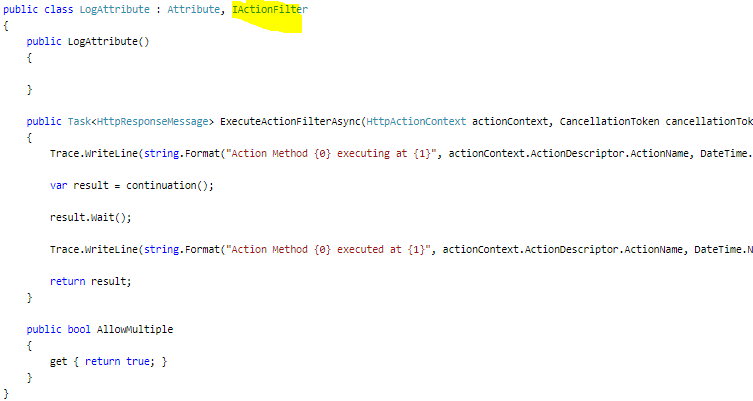 public class LogAttribute : Attribute, IActionFilter
{
public LogAttribute()
{
}
public Task<HttpResponseMessage> ExecuteActionFilterAsync(HttpActionContext actionContext, CancellationToken cancellationTok
{
Trace.WriteLine(string.Format("Action Method {0} executing at {1}", actionContext.ActionDescriptor.ActionName, DateTime.
var result = continuation();
result.Wait();
Trace.WriteLine(string.Format("Action Method {0} executed at {1}", actionContext.ActionDescriptor.ActionName, DateTime.N
return result;
}
public bool AllowMultiple
{
get { return true; }
}
}